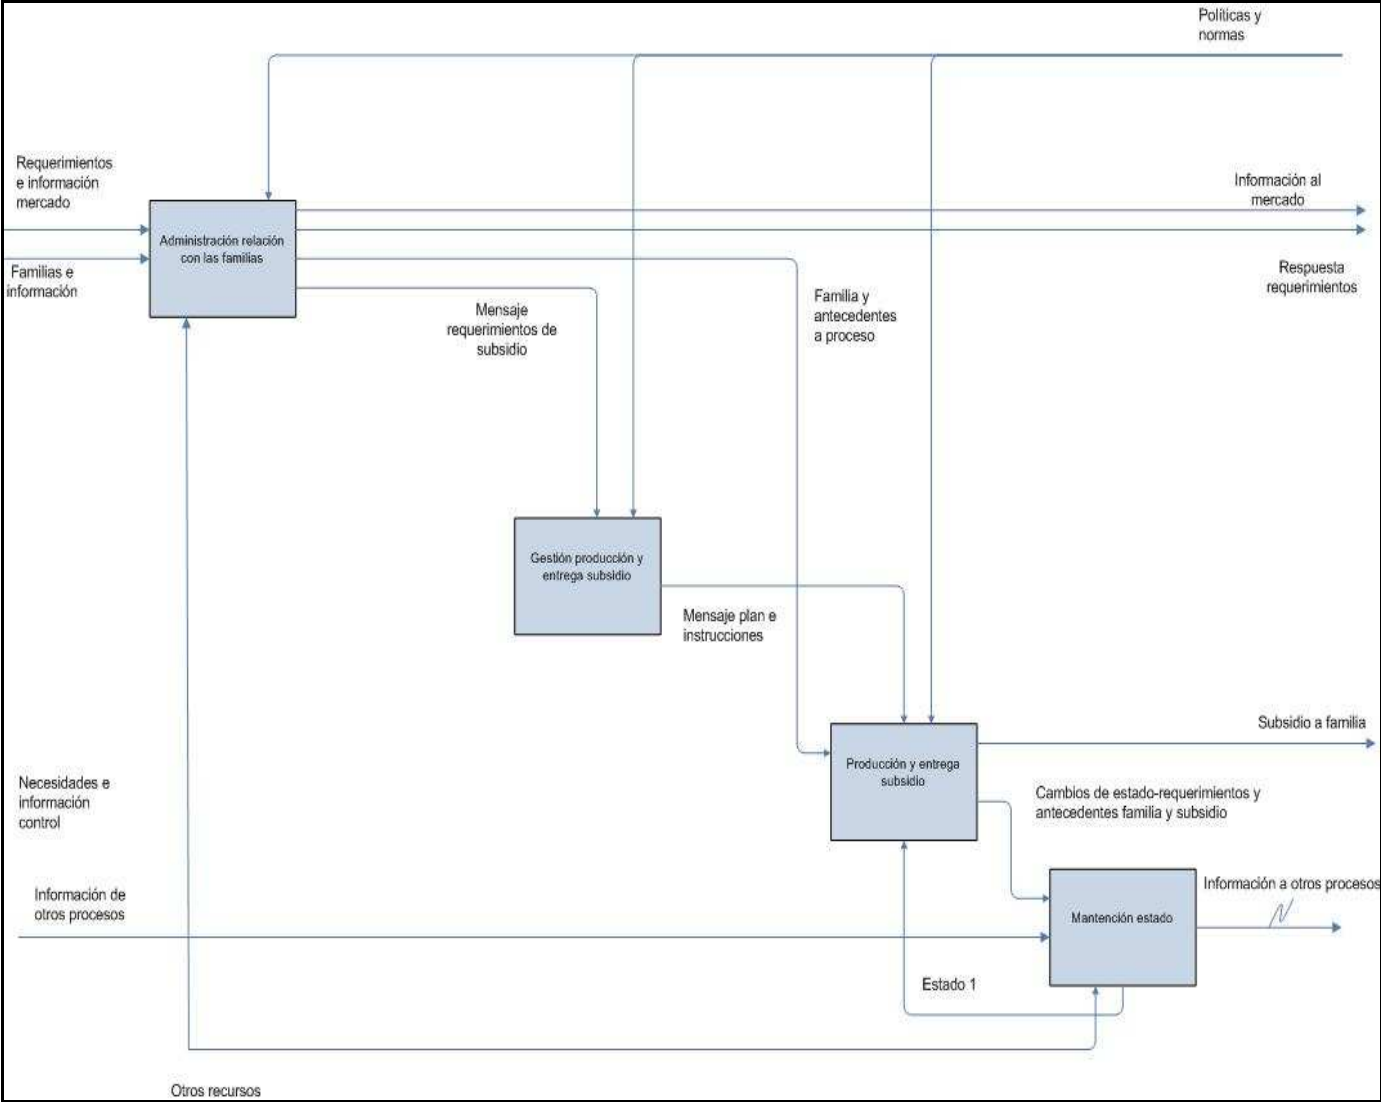 Políticas y
normas
Requerimientos
e información
mercado
Información al
mercado
Administración relación
con las familias
Familias e
información
Respuesta
requerimientos
Mensaje
requerimientos de
subsidio
Familia y
antecedentes
a proceso
Gestión producción y
entrega subsidio
Mensaje plan e
instrucciones
Subsidio a familia
Producción y entrega
subsidio
Necesidades e
información
control
Cambios de estado-requerimientos y
antecedentes familia y subsidio
Información de
otros procesos
Información a otros procesos
Mantención estado
Estado 1
Otros recursos